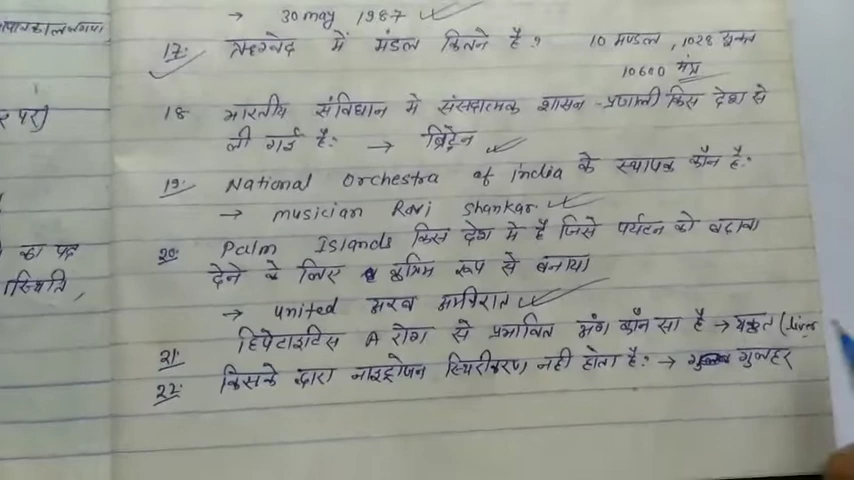 → 30 may 1987
17. ऋग्वेद में मंडल कितने है? 10 मण्डल, 1028 सूक्त
10600 मंत्र
18 भारतीय संविधान मे संसदात्मक शासन-प्रणाली किस देश से
ली गई है: → ब्रिटेन
19. National Orchestra of india के स्थापक कौन है:
→ musician Ravi Shankar.
20. Palm Islands किस देश मे है जिसे पर्यटन को बढावा
देने के लिए कृत्रिम रूप से बनाया
→ united अरब अमीरात
21. हिपेटाइटिस A रोग से प्रभावित अंग कौन सा है → यकृत (liver
22. किसके द्वारा नाइट्रोजन स्थिरीकरण नही होता है: → गुलहर
र पर)
का पद
स्थिति,